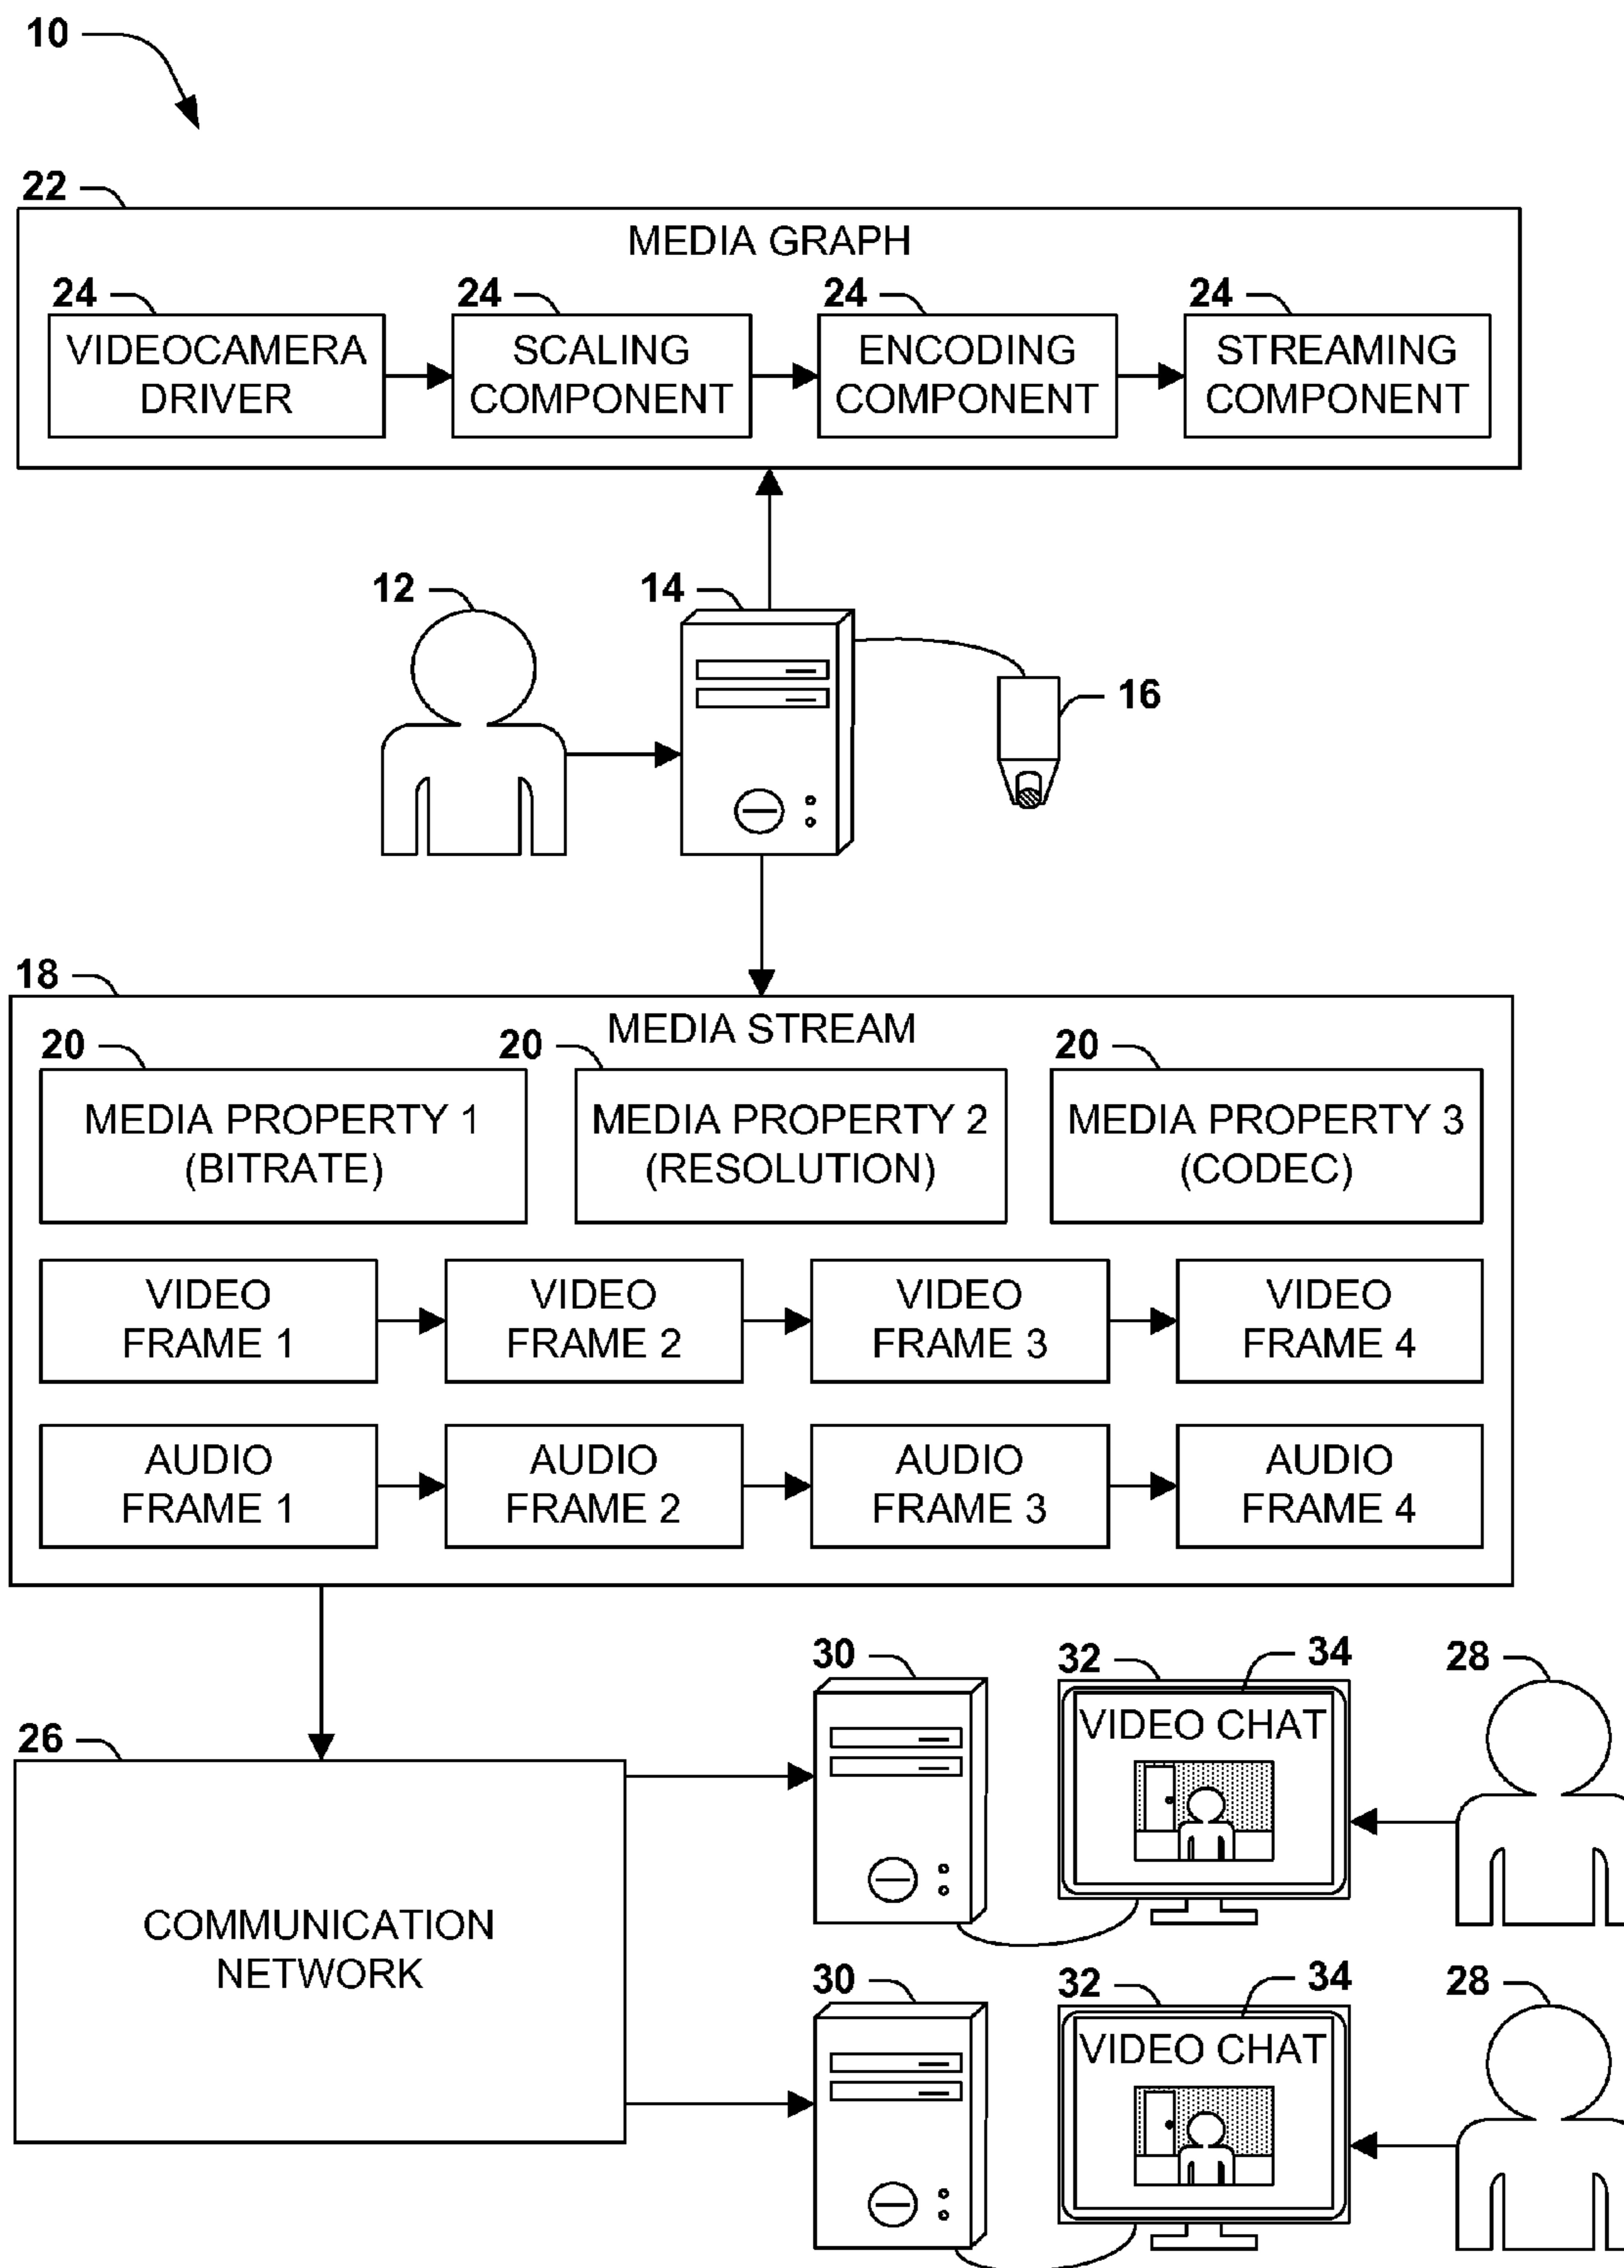 10
22
MEDIA GRAPH
24
24
24
24
VIDEOCAMERA
DRIVER
SCALING
COMPONENT
ENCODING
COMPONENT
STREAMING
COMPONENT
12
14
16
18
MEDIA STREAM
20
20
20
MEDIA PROPERTY 1
(BITRATE)
MEDIA PROPERTY 2
(RESOLUTION)
MEDIA PROPERTY 3
(CODEC)
VIDEO
FRAME 1
VIDEO
FRAME 2
VIDEO
FRAME 3
VIDEO
FRAME 4
AUDIO
FRAME 1
AUDIO
FRAME 2
AUDIO
FRAME 3
AUDIO
FRAME 4
26
COMMUNICATION
NETWORK
30
32
34
28
VIDEO CHAT
30
32
34
28
VIDEO CHAT